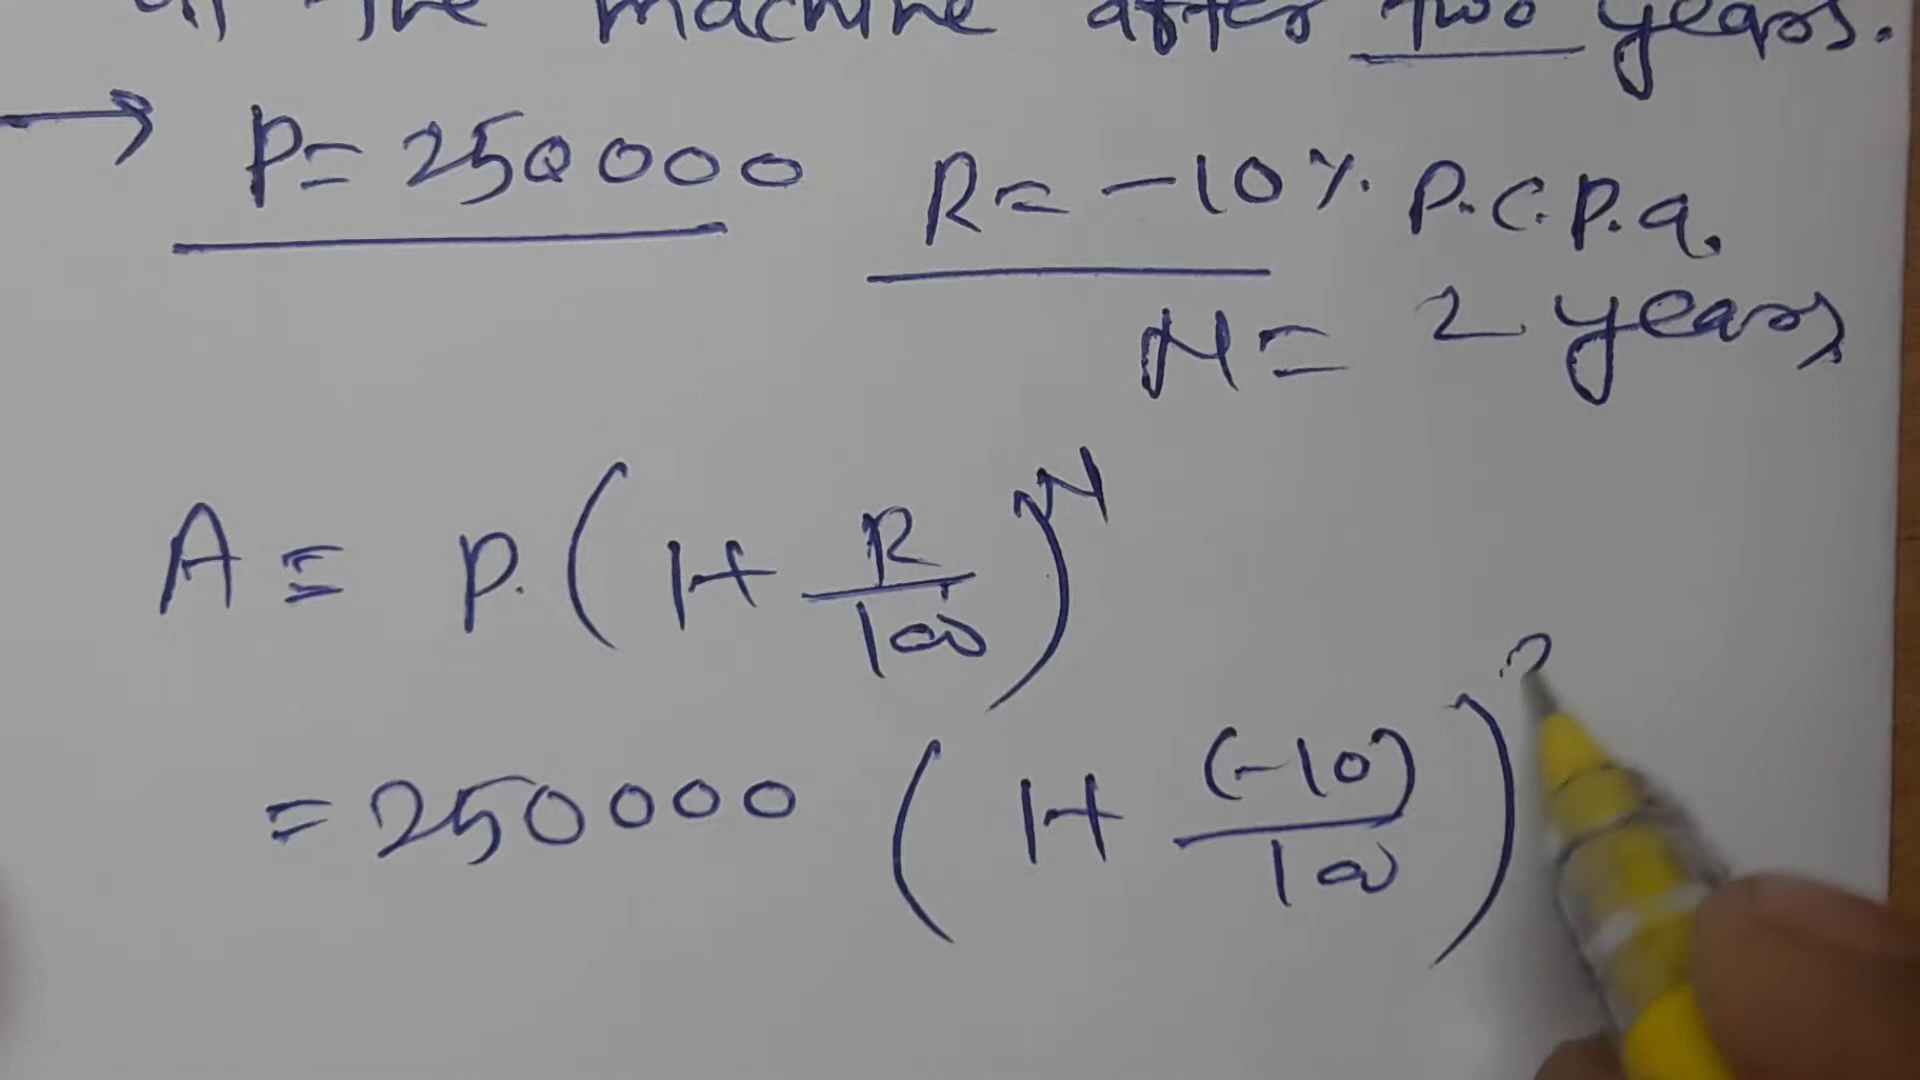 the machine after two years.
→ P= 250000 R= -10% P.C.P.a.
N= 2 years
A = P. (1+ R/100)^N
= 250000 (1+ (-10)/100)^2